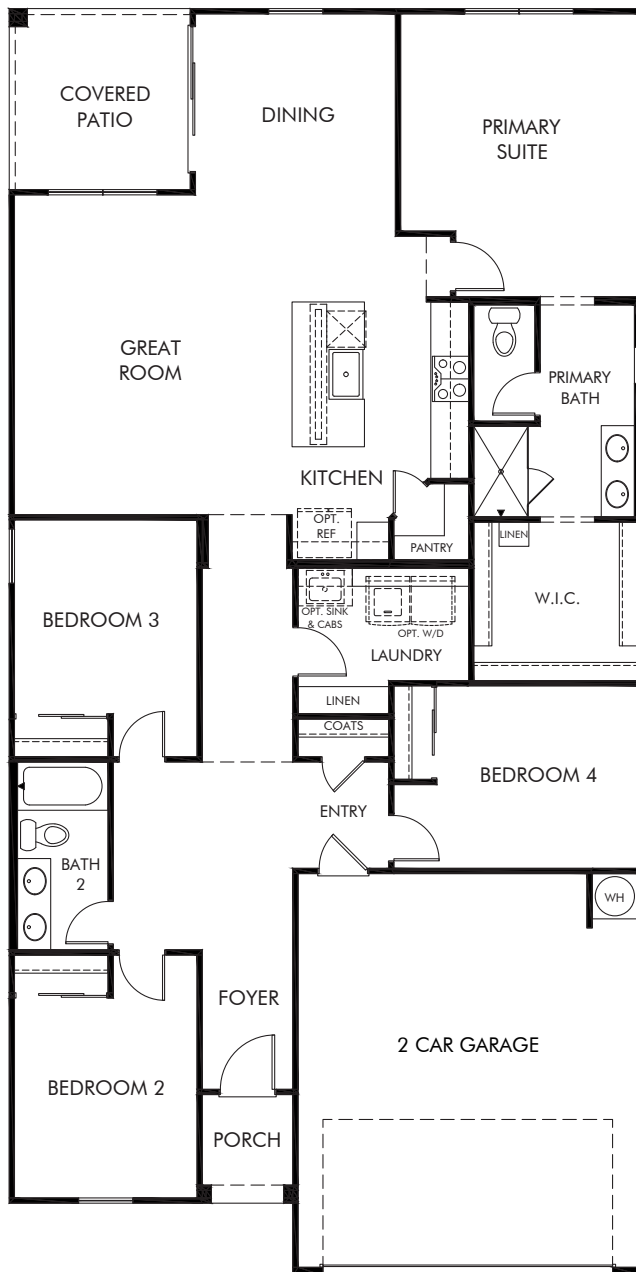 COVERED
PATIO
DINING
PRIMARY
SUITE
GREAT
ROOM
PRIMARY
BATH
KITCHEN
OPT.
REF
PANTRY
LINEN
W.I.C.
OPT. SINK
& CABS
OPT. W/D
LAUNDRY
BEDROOM 3
LINEN
COATS
BEDROOM 4
ENTRY
BATH
2
WH
FOYER
2 CAR GARAGE
BEDROOM 2
PORCH